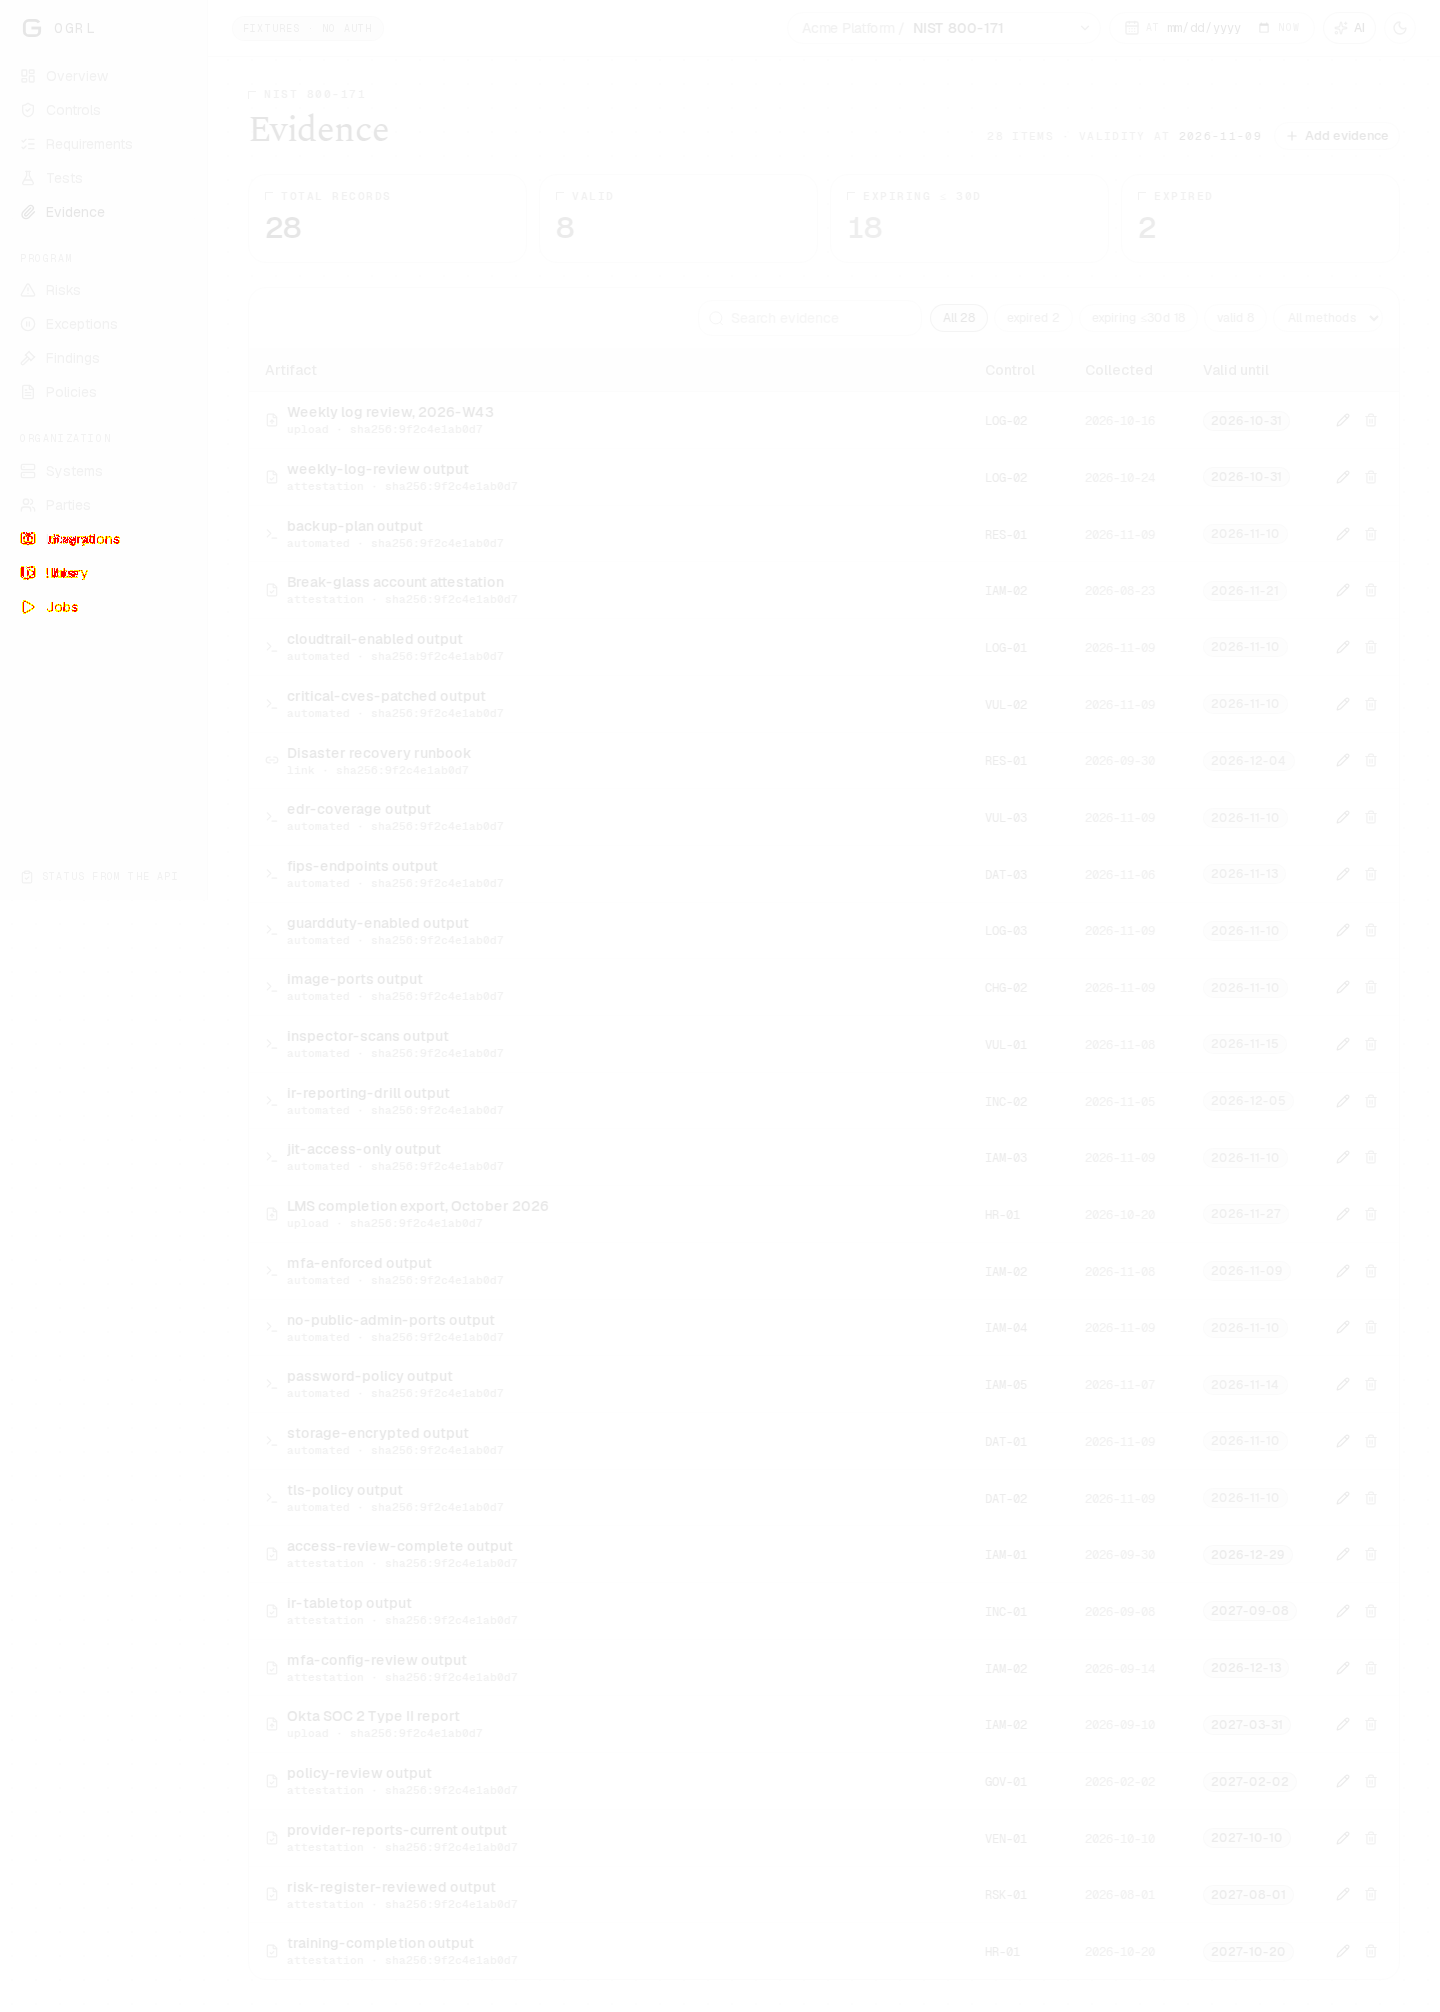 OGRL
FIXTURES NO AUTH
Acme Platform / NIST 800-171
AT mm/dd/yyyy NOW
AI
Overview
Controls
Requirements
Tests
Evidence
PROGRAM
Risks
Exceptions
Findings
Policies
ORGANIZATION
Systems
Parties
Jobs
STATUS FROM THE API
NIST 800-171
Evidence
28 ITEMS · VALIDITY AT 2026-11-09
+ Add evidence
TOTAL RECORDS
28
VALID
8
EXPIRING ≤ 30D
18
EXPIRED
2
Search evidence
All 28
expired 2
expiring ≤30d 18
valid 8
All methods
Artifact Control Collected Valid until
Weekly log review, 2026-W43
upload · sha256:9f2c4e1ab0d7
LOG-02 2026-10-16 2026-10-31
weekly-log-review output
attestation · sha256:9f2c4e1ab0d7
LOG-02 2026-10-24 2026-10-31
backup-plan output
automated · sha256:9f2c4e1ab0d7
RES-01 2026-11-09 2026-11-10
Break-glass account attestation
attestation · sha256:9f2c4e1ab0d7
IAM-02 2026-08-23 2026-11-21
cloudtrail-enabled output
automated · sha256:9f2c4e1ab0d7
LOG-01 2026-11-09 2026-11-10
critical-cves-patched output
automated · sha256:9f2c4e1ab0d7
VUL-02 2026-11-09 2026-11-10
Disaster recovery runbook
link · sha256:9f2c4e1ab0d7
RES-01 2026-09-30 2026-12-04
edr-coverage output
automated · sha256:9f2c4e1ab0d7
VUL-03 2026-11-09 2026-11-10
fips-endpoints output
automated · sha256:9f2c4e1ab0d7
DAT-03 2026-11-06 2026-11-13
guardduty-enabled output
automated · sha256:9f2c4e1ab0d7
LOG-03 2026-11-09 2026-11-10
image-ports output
automated · sha256:9f2c4e1ab0d7
CHG-02 2026-11-09 2026-11-10
inspector-scans output
automated · sha256:9f2c4e1ab0d7
VUL-01 2026-11-08 2026-11-15
ir-reporting-drill output
automated · sha256:9f2c4e1ab0d7
INC-02 2026-11-05 2026-12-05
jit-access-only output
automated · sha256:9f2c4e1ab0d7
IAM-03 2026-11-09 2026-11-10
LMS completion export, October 2026
upload · sha256:9f2c4e1ab0d7
HR-01 2026-10-20 2026-11-27
mfa-enforced output
automated · sha256:9f2c4e1ab0d7
IAM-02 2026-11-08 2026-11-09
no-public-admin-ports output
automated · sha256:9f2c4e1ab0d7
IAM-04 2026-11-09 2026-11-10
password-policy output
automated · sha256:9f2c4e1ab0d7
IAM-05 2026-11-07 2026-11-14
storage-encrypted output
automated · sha256:9f2c4e1ab0d7
DAT-01 2026-11-09 2026-11-10
tls-policy output
automated · sha256:9f2c4e1ab0d7
DAT-02 2026-11-09 2026-11-10
access-review-complete output
attestation · sha256:9f2c4e1ab0d7
IAM-01 2026-09-30 2026-12-29
ir-tabletop output
attestation · sha256:9f2c4e1ab0d7
INC-01 2026-09-08 2027-09-08
mfa-config-review output
attestation · sha256:9f2c4e1ab0d7
IAM-02 2026-09-14 2026-12-13
Okta SOC 2 Type II report
upload · sha256:9f2c4e1ab0d7
IAM-02 2026-09-10 2027-03-31
policy-review output
attestation · sha256:9f2c4e1ab0d7
GOV-01 2026-02-02 2027-02-02
provider-reports-current output
attestation · sha256:9f2c4e1ab0d7
VEN-01 2026-10-10 2027-10-10
risk-register-reviewed output
attestation · sha256:9f2c4e1ab0d7
RSK-01 2026-08-01 2027-08-01
training-completion output
attestation · sha256:9f2c4e1ab0d7
HR-01 2026-10-20 2027-10-20